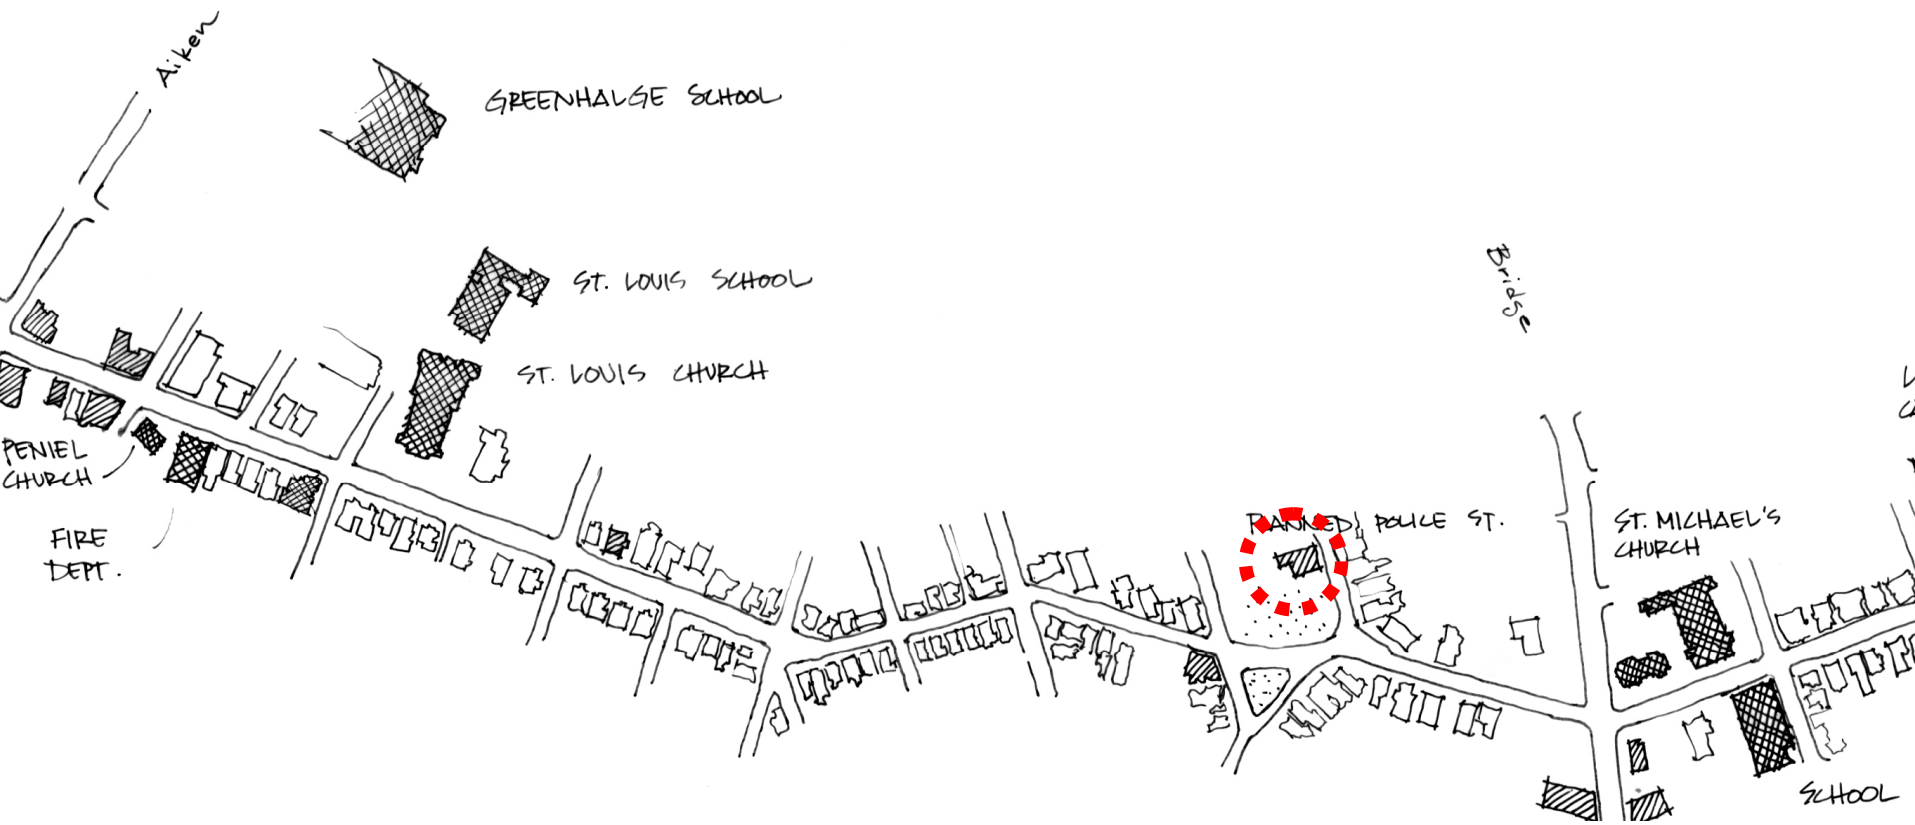 Aiken
GREENHALGE SCHOOL
ST. LOUIS SCHOOL
Bridge
ST. LOUIS CHURCH
PENIEL
CHURCH
FIRE
DEPT.
PLANNED POLICE ST.
ST. MICHAEL'S
CHURCH
SCHOOL